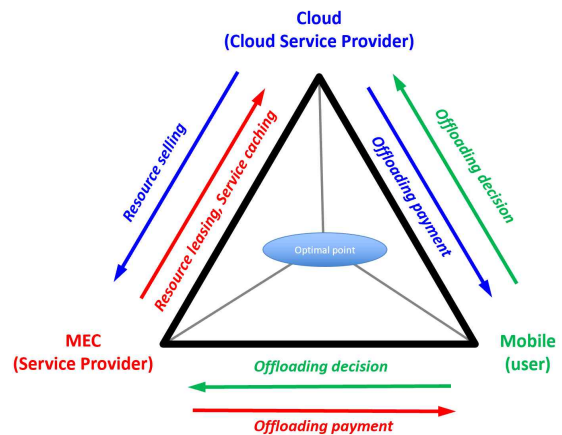 Cloud
(Cloud Service Provider)
Resource selling
Resource leasing, Service caching
Offloading payment
Offloading decision
Optimal point
MEC
(Service Provider)
Mobile
(user)
Offloading decision
Offloading payment